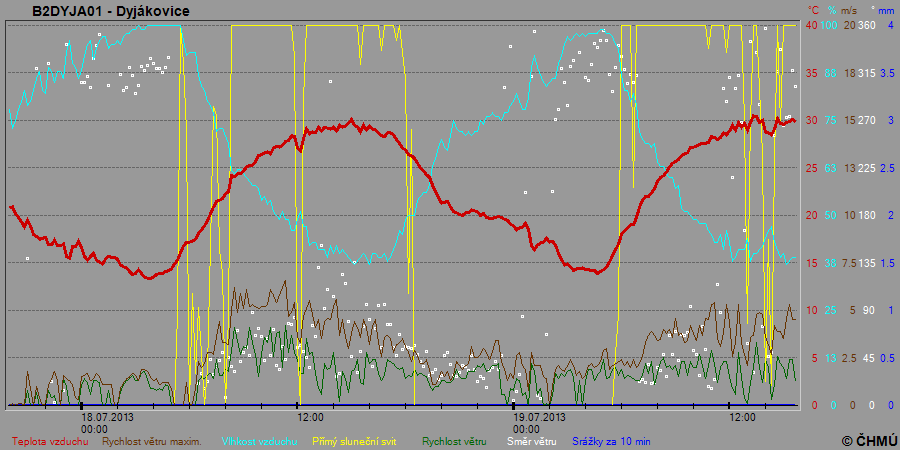 B2DYJA01 - Dyjákovice
°C % m/s ° mm
40 100 20 360 4
35 88 18 315 3.5
30 75 15 270 3
25 63 13 225 2.5
20 50 10 180 2
15 38 7.5 135 1.5
10 25 5 90 1
5 13 2.5 45 0.5
0 0 0 0 0
18.07.2013 12:00 19.07.2013 12:00
00:00 00:00
Teplota vzduchu Rychlost větru maxim. Vlhkost vzduchu Přímý sluneční svit Rychlost větru Směr větru Srážky za 10 min
© ČHMÚ